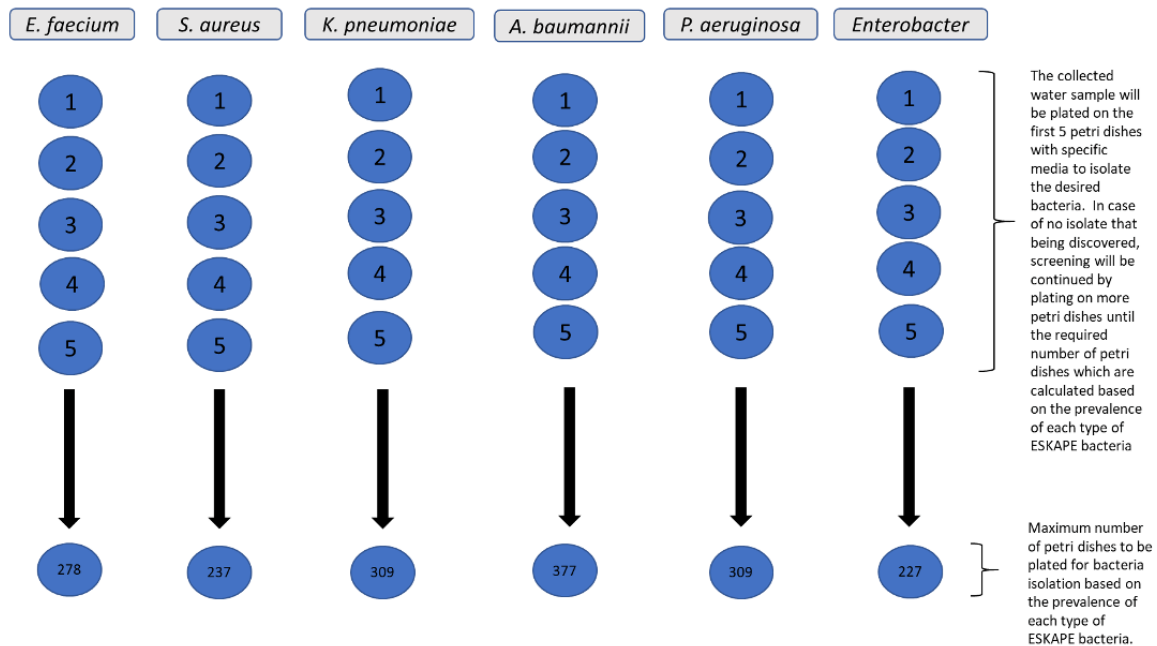 E. faecium
S. aureus
K. pneumoniae
A. baumannii
P. aeruginosa
Enterobacter
1
1
1
1
1
1
2
2
2
2
2
2
3
3
3
3
3
3
4
4
4
4
4
4
5
5
5
5
5
5
The collected
water sample will
be plated on the
first 5 petri dishes
with specific
media to isolate
the desired
bacteria. In case
of no isolate that
being discovered,
screening will be
continued by
plating on more
petri dishes until
the required
number of petri
dishes which are
calculated based
on the prevalence
of each type of
ESKAPE bacteria
278
237
309
377
309
227
Maximum number
of petri dishes to be
plated for bacteria
isolation based on
the prevalence of
each type of
ESKAPE bacteria.